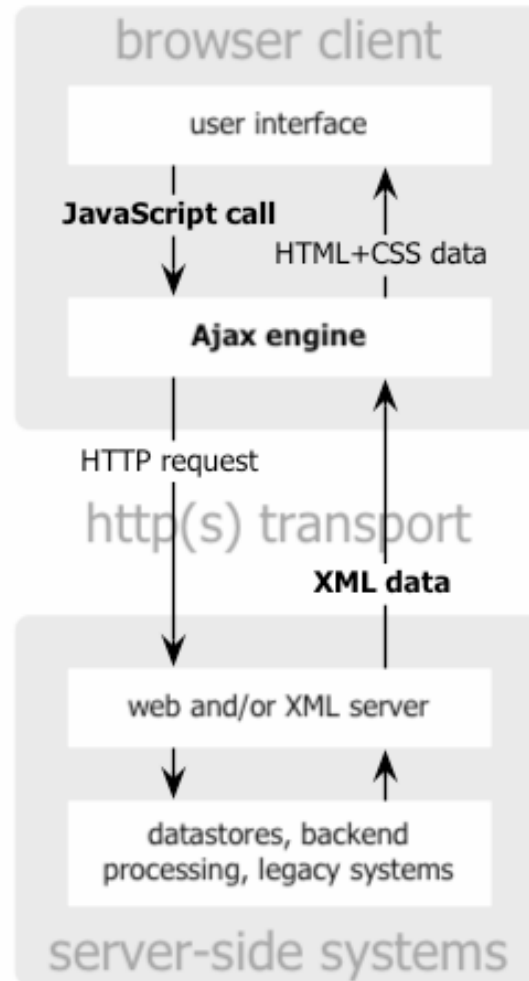 browser client
user interface
JavaScript call
HTML+CSS data
Ajax engine
HTTP request
http(s) transport
XML data
web and/or XML server
datastores, backend
processing, legacy systems
server-side systems